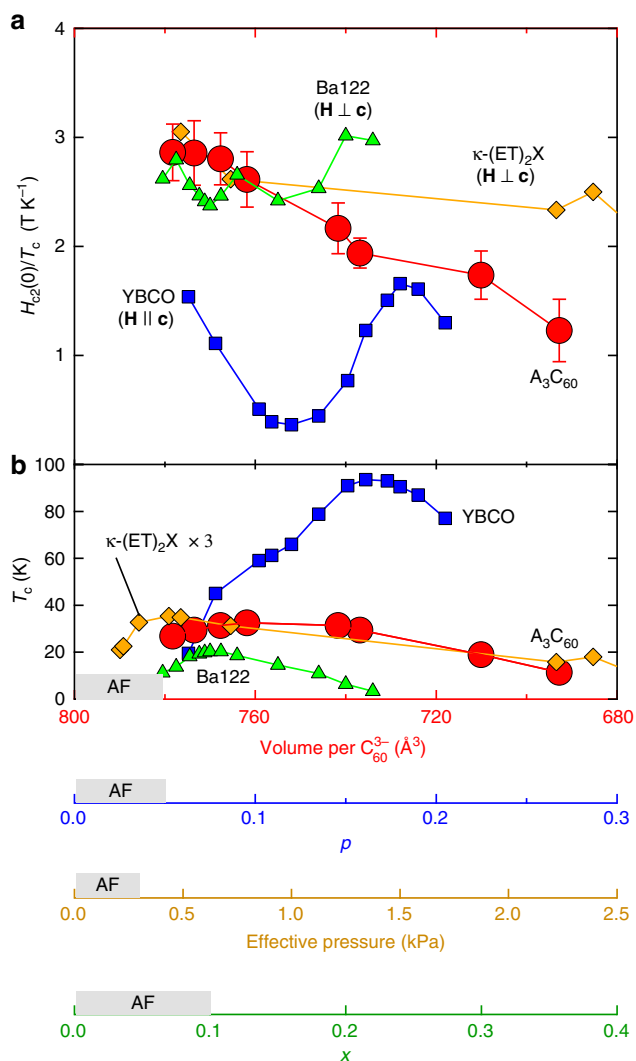 a
4
3
2
1
H_c2(0)/T_c (T K⁻¹)
Ba122
(H ⊥ c)
κ-(ET)₂X
(H ⊥ c)
YBCO
(H || c)
A₃C₆₀
b
100
80
60
40
20
0
T_c (K)
κ-(ET)₂X × 3
YBCO
A₃C₆₀
Ba122
AF
800 760 720 680
Volume per C₆₀³⁻ (Å³)
AF
0.0 0.1 0.2 0.3
p
AF
0.0 0.5 1.0 1.5 2.0 2.5
Effective pressure (kPa)
AF
0.0 0.1 0.2 0.3 0.4
x